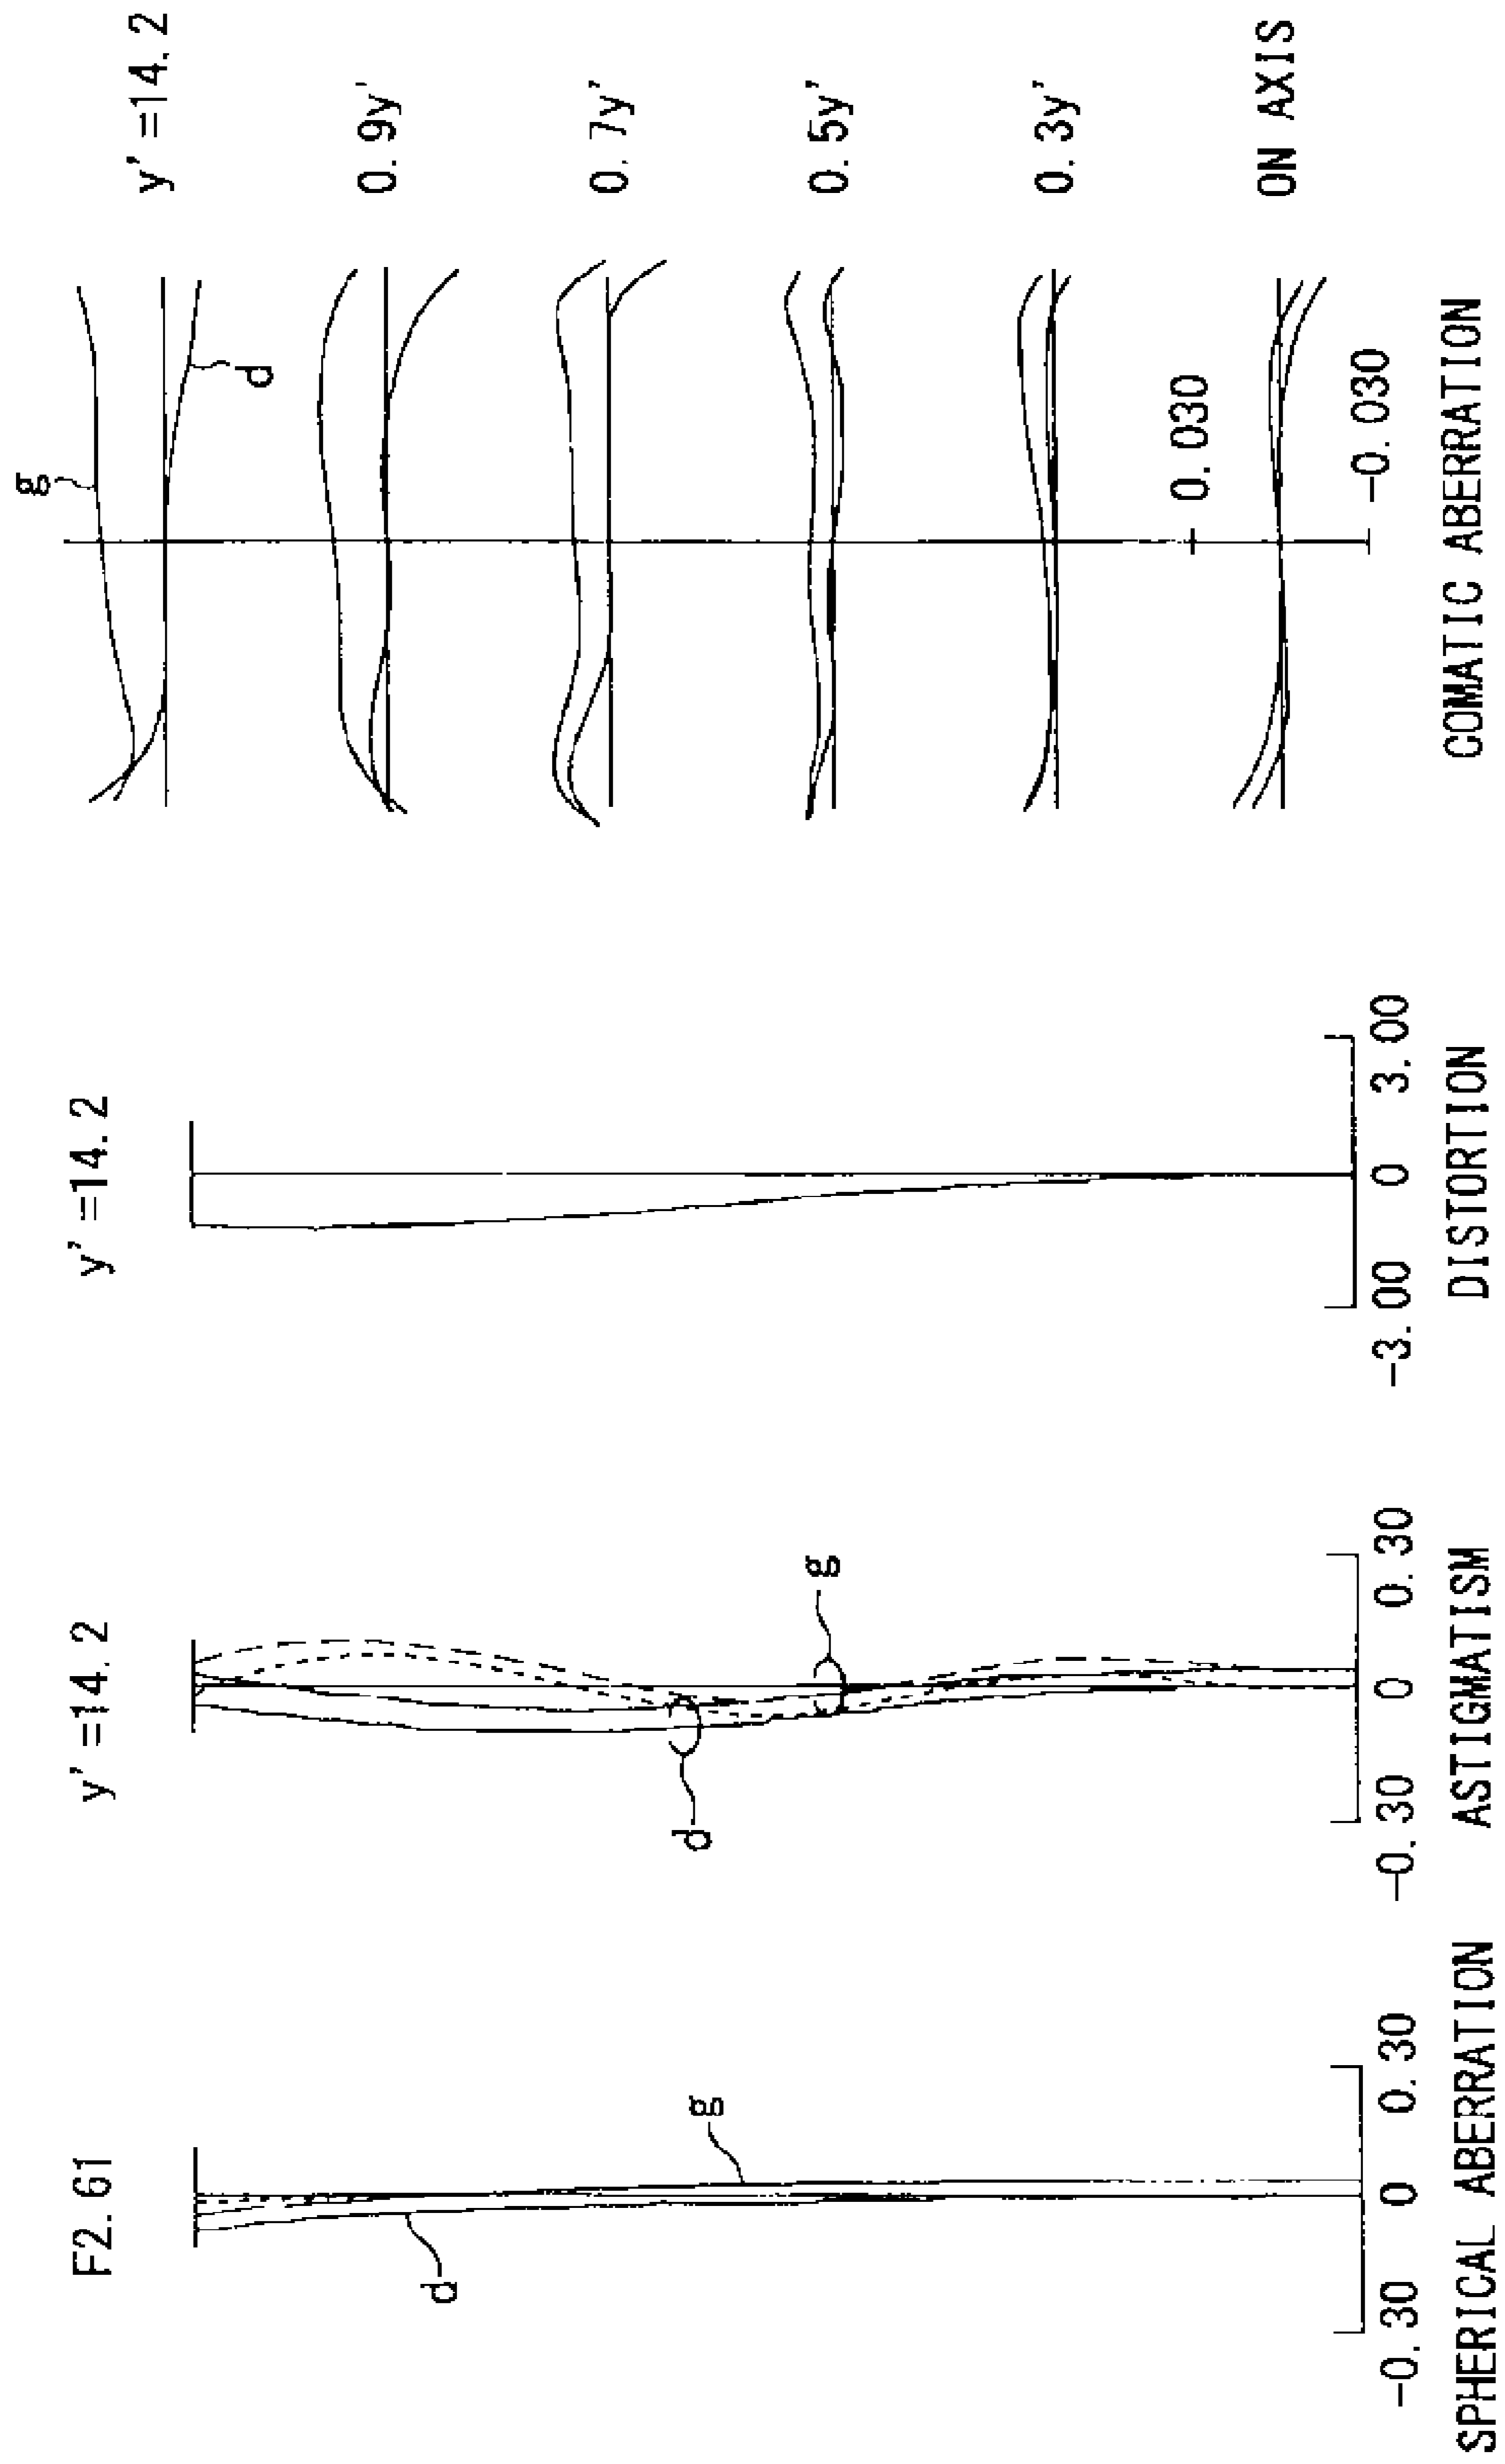 F2. 61
g
d
-0. 30
0
0. 30
SPHERICAL ABERRATION
y' =14. 2
g
d
-0. 30
0
0. 30
ASTIGMATISM
y' =14. 2
-3. 00
0
3. 00
DISTORTION
g
d
y' =14. 2
0. 9y'
0. 7y'
0. 5y'
0. 3y'
0. 030
ON AXIS
-0. 030
COMATIC ABERRATION